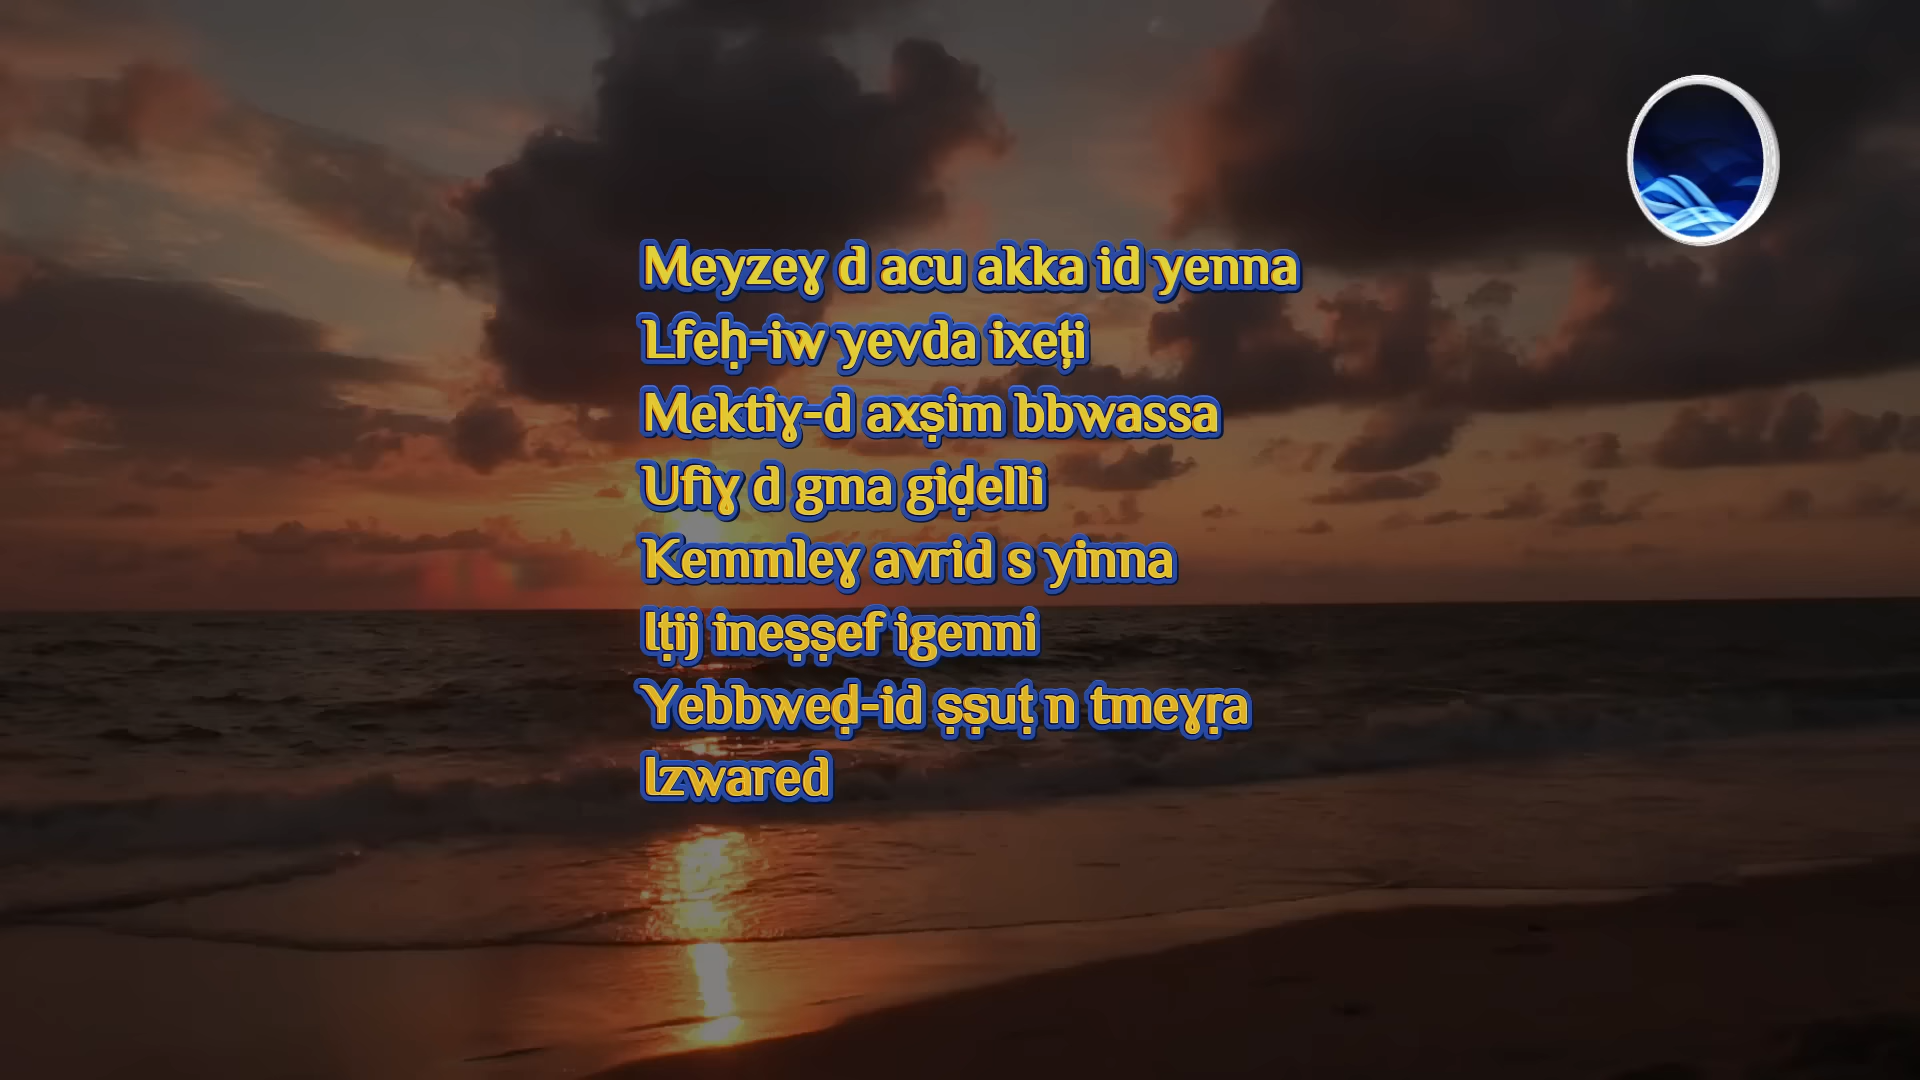 Meyzeɣ d acu akka id yenna
Lfeḥ-iw yevda ixeṭi
Mektiɣ-d axṣim bbwassa
Ufiɣ d gma giḍelli
Kemmleɣ avrid s yinna
Iṭij ineṣṣef igenni
Yebbweḍ-id ṣṣuṭ n tmeɣṛa
Izwared